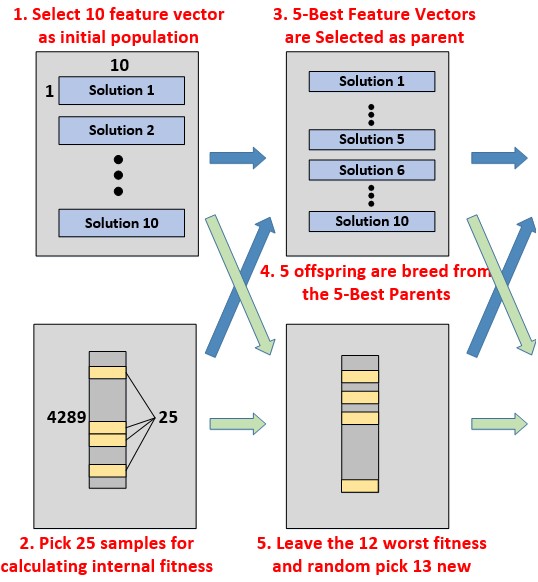 1. Select 10 feature vector
as initial population
10
1
Solution 1
Solution 2
Solution 10
3. 5-Best Feature Vectors
are Selected as parent
Solution 1
Solution 5
Solution 6
Solution 10
4. 5 offspring are breed from
the 5-Best Parents
4289
25
2. Pick 25 samples for
calculating internal fitness
5. Leave the 12 worst fitness
and random pick 13 new